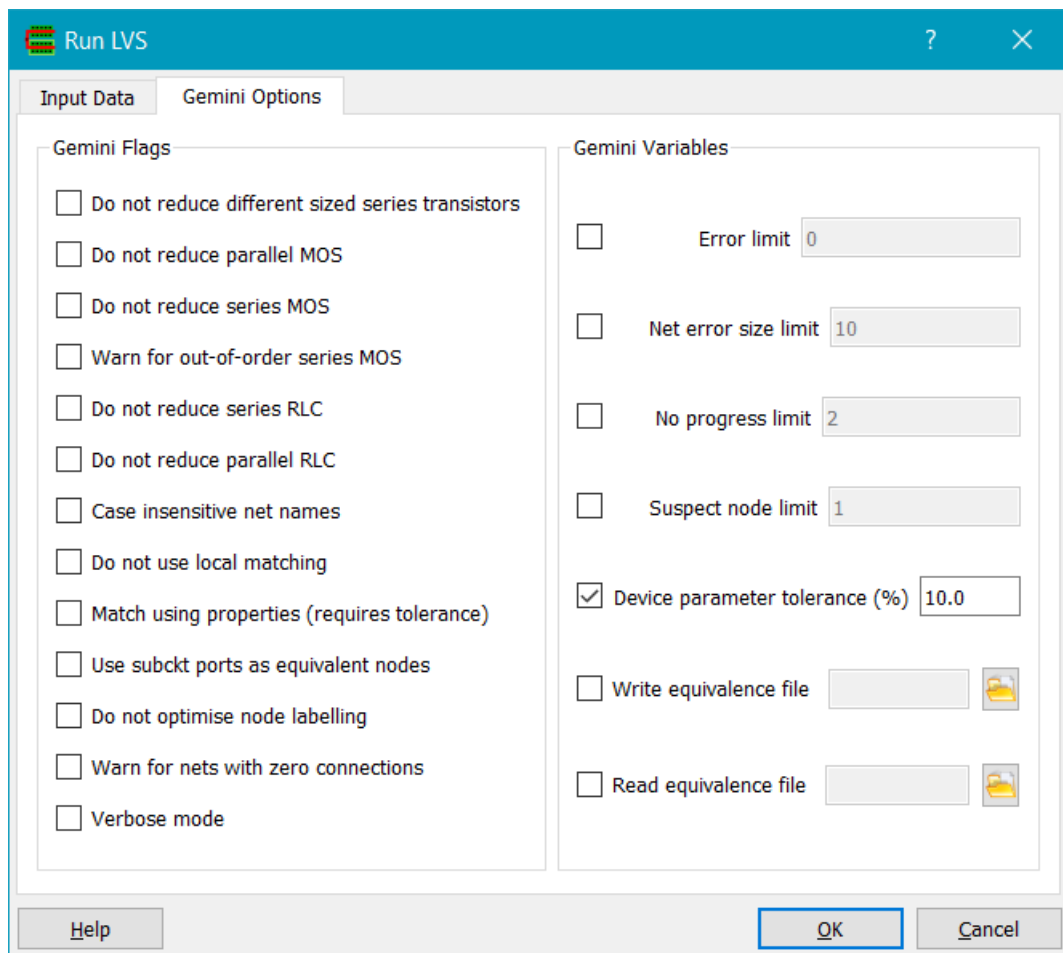 Run LVS
?
Input Data
Gemini Options
Gemini Flags
Do not reduce different sized series transistors
Do not reduce parallel MOS
Do not reduce series MOS
Warn for out-of-order series MOS
Do not reduce series RLC
Do not reduce parallel RLC
Case insensitive net names
Do not use local matching
Match using properties (requires tolerance)
Use subckt ports as equivalent nodes
Do not optimise node labelling
Warn for nets with zero connections
Verbose mode
Gemini Variables
Error limit 0
Net error size limit 10
No progress limit 2
Suspect node limit 1
Device parameter tolerance (%) 10.0
Write equivalence file
Read equivalence file
Help
OK
Cancel